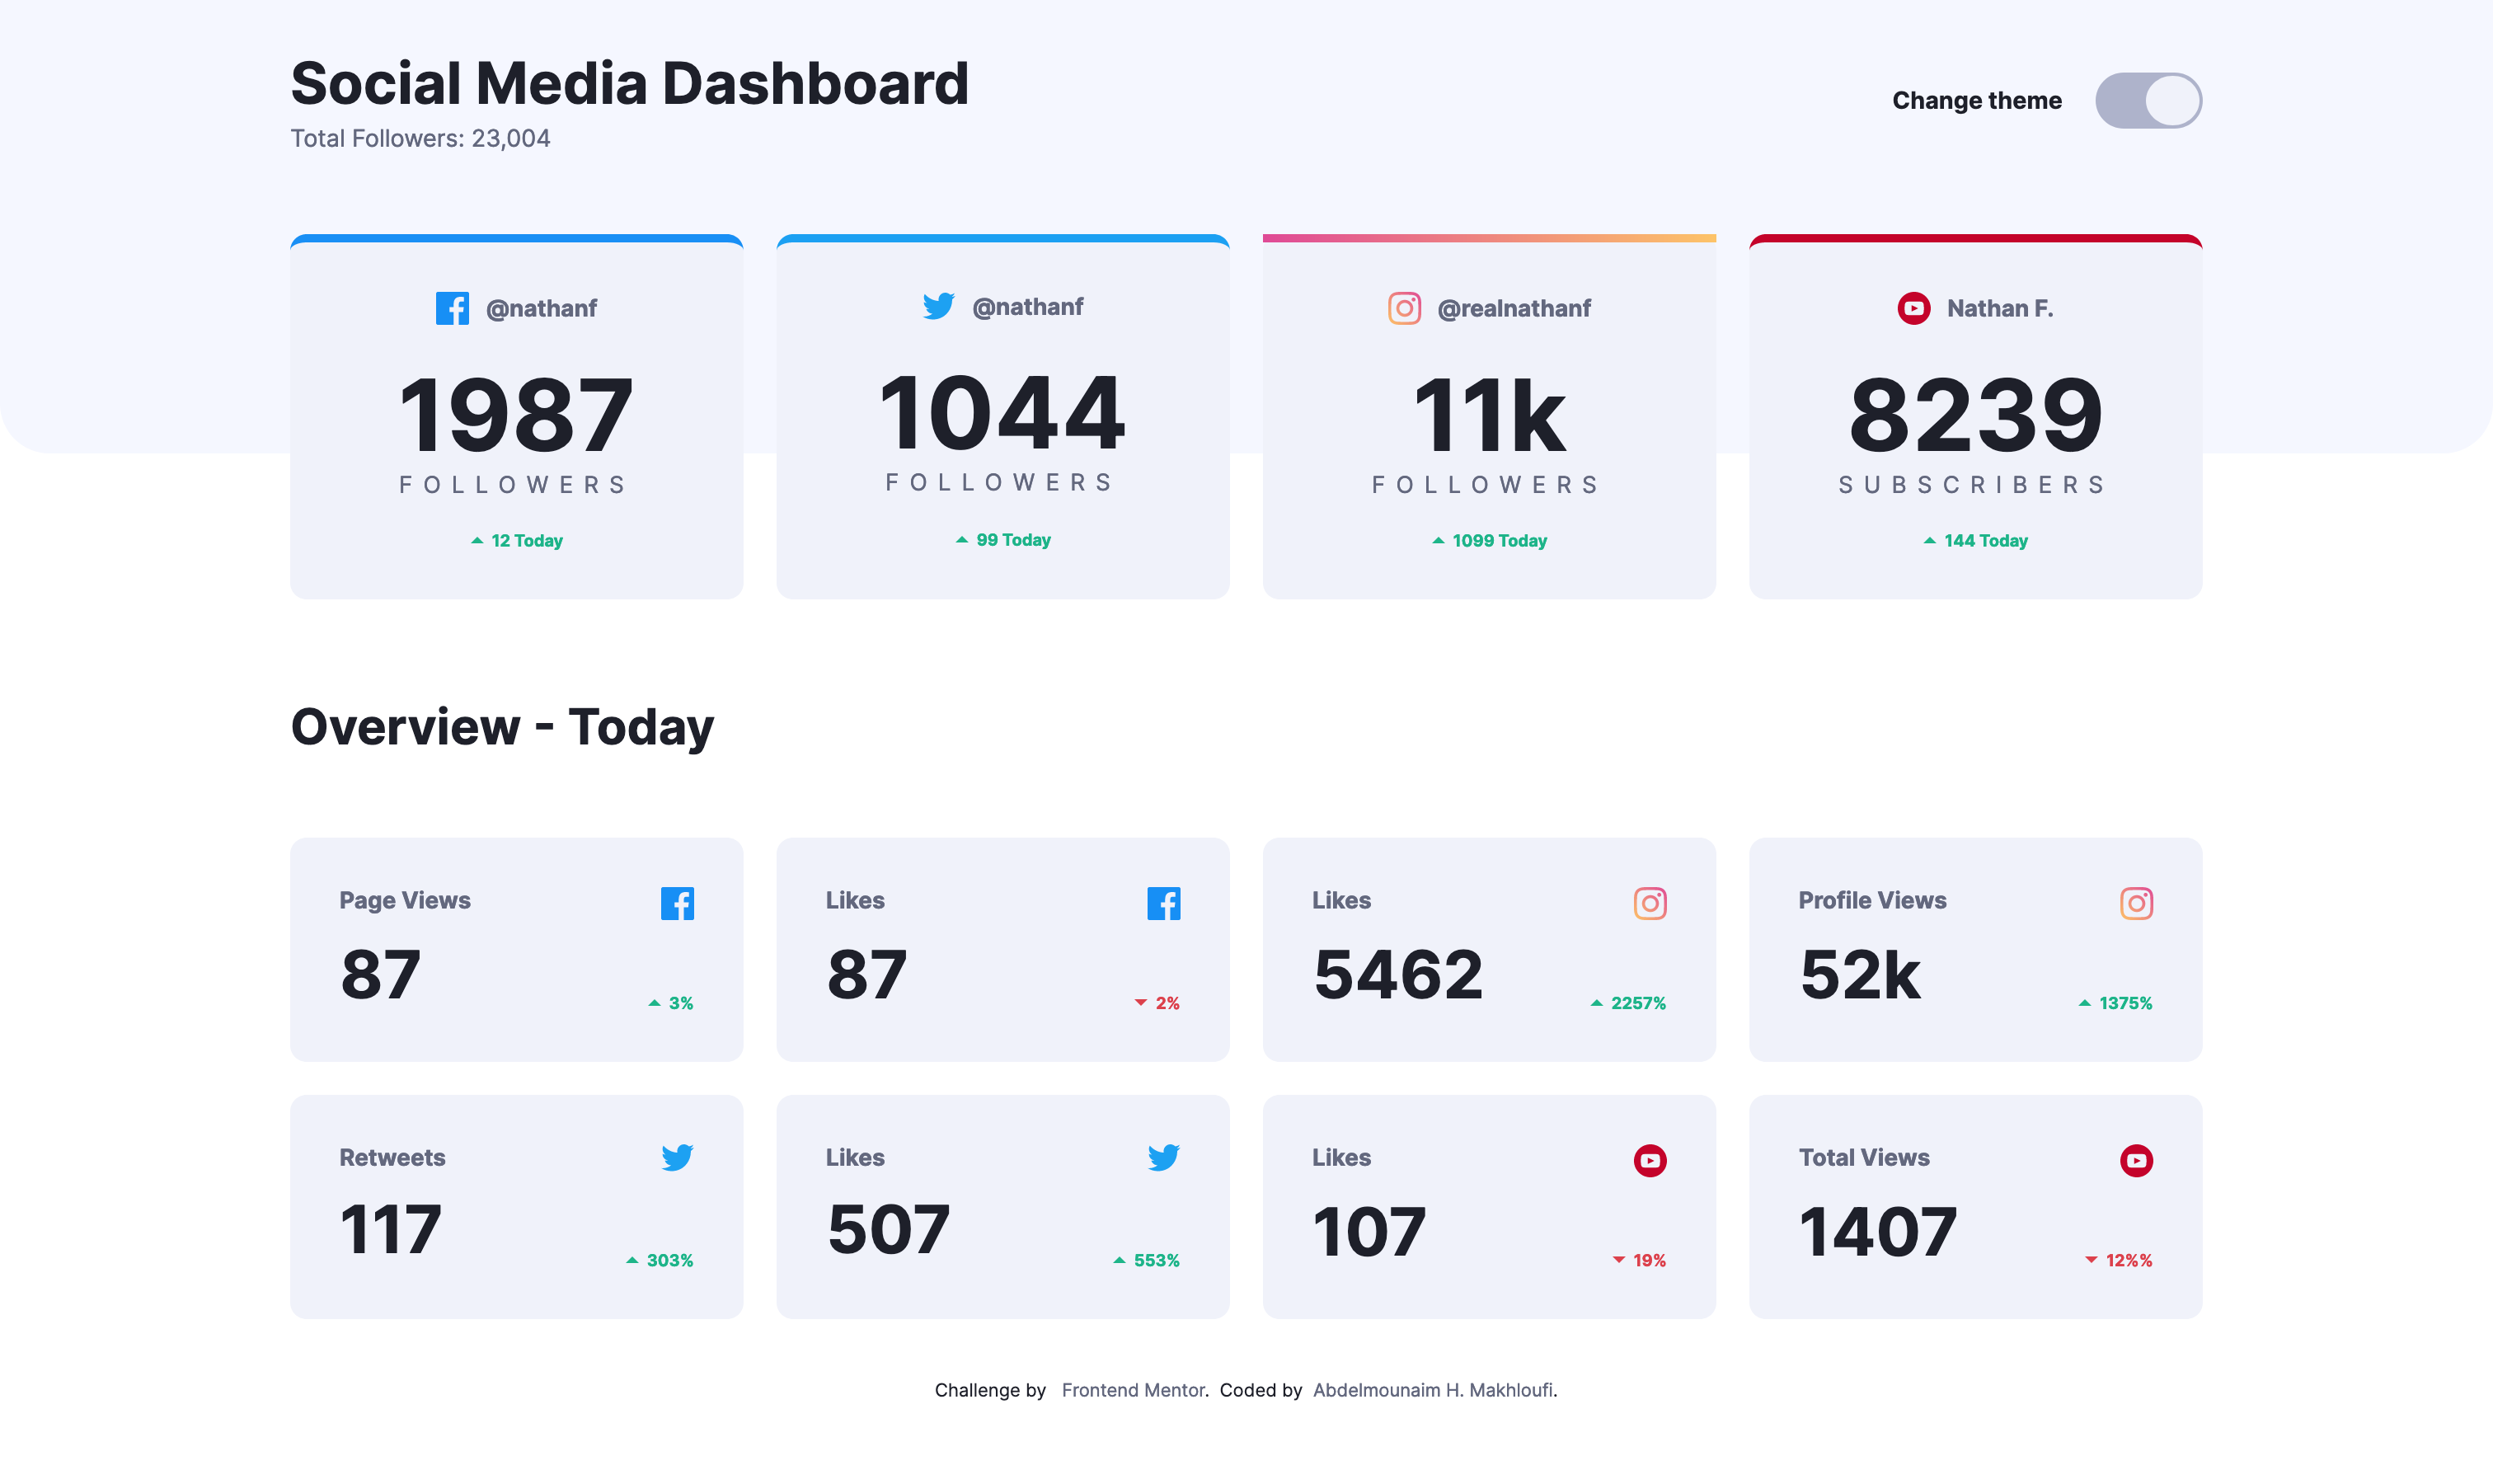 Social Media Dashboard
Total Followers: 23,004
Change theme
@nathanf
1987
FOLLOWERS
12 Today
@nathanf
1044
FOLLOWERS
99 Today
@realnathanf
11k
FOLLOWERS
1099 Today
Nathan F.
8239
SUBSCRIBERS
144 Today
Overview - Today
Page Views
87
3%
Likes
87
2%
Likes
5462
2257%
Profile Views
52k
1375%
Retweets
117
303%
Likes
507
553%
Likes
107
19%
Total Views
1407
12%%
Challenge by Frontend Mentor. Coded by Abdelmounaim H. Makhloufi.